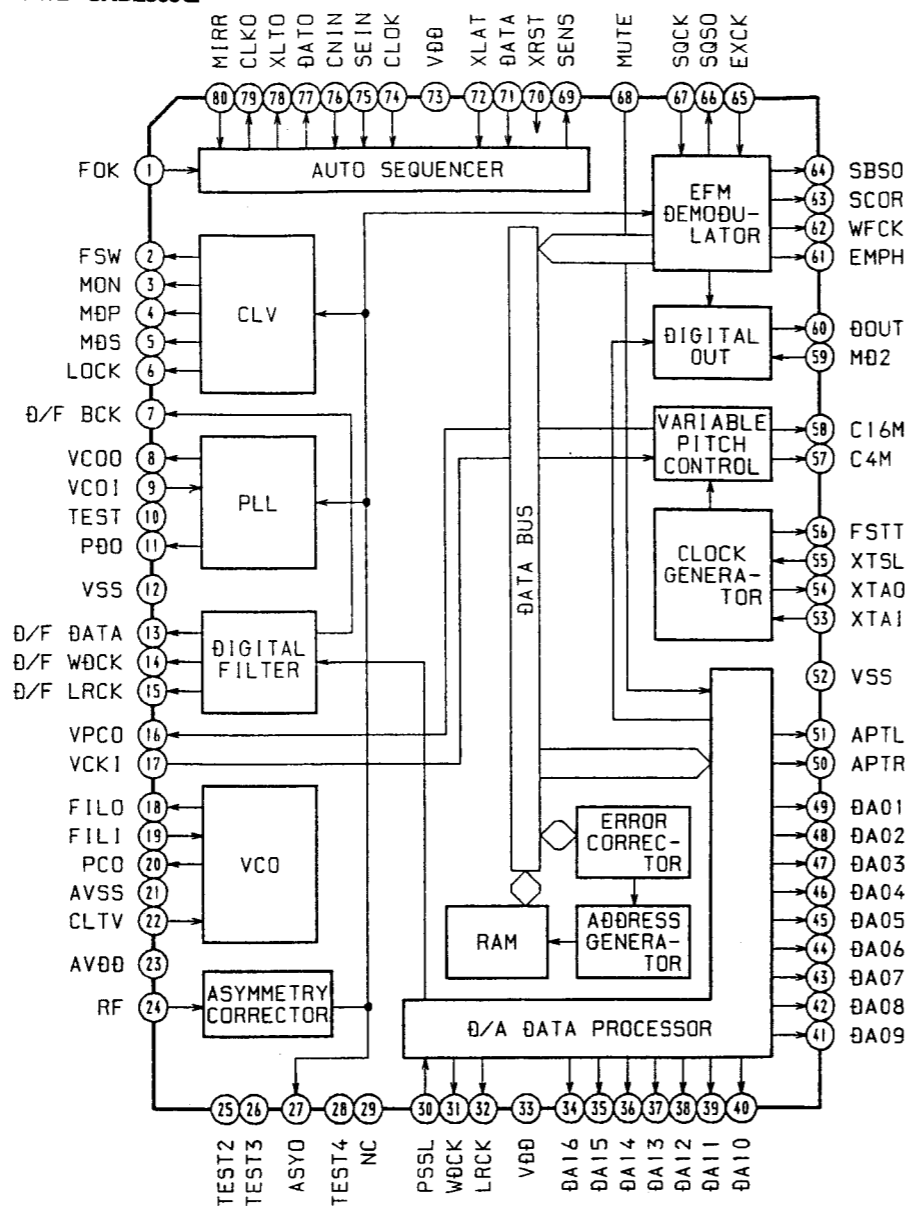 MIRR
CLKO
XLTO
DATO
CNIN
SEIN
CLOK
VDD
XLAT
DATA
XRST
SENS
MUTE
SQCK
SQSO
EXCK
80
79
78
77
76
75
74
73
72
71
70
69
68
67
66
65
FOK
1
AUTO SEQUENCER
FSW
2
MON
3
MDP
4
MDS
5
LOCK
6
CLV
D/F BCK
7
VCOO
8
VCOI
9
TEST
10
PDO
11
PLL
VSS
12
D/F DATA
13
D/F WDCK
14
D/F LRCK
15
DIGITAL
FILTER
VPCO
16
VCKI
17
FILO
18
FILI
19
PCO
20
AVSS
21
CLTV
22
VCO
AVDD
23
RF
24
ASYMMETRY
CORRECTOR
DATA BUS
EFM
DEMODU-
LATOR
64
SBSO
63
SCOR
62
WFCK
61
EMPH
DIGITAL
OUT
60
DOUT
59
MD2
VARIABLE
PITCH
CONTROL
58
C16M
57
C4M
CLOCK
GENERA-
TOR
56
FSTT
55
XTSL
54
XTAO
53
XTAI
52
VSS
51
APTL
50
APTR
49
DA01
48
DA02
47
DA03
46
DA04
45
DA05
44
DA06
43
DA07
42
DA08
41
DA09
ERROR
CORREC-
TOR
RAM
ADDRESS
GENERA-
TOR
D/A DATA PROCESSOR
25
26
27
28
29
30
31
32
33
34
35
36
37
38
39
40
TEST2
TEST3
ASYO
TEST4
NC
PSSL
WDCK
LRCK
VDD
DA16
DA15
DA14
DA13
DA12
DA11
DA10